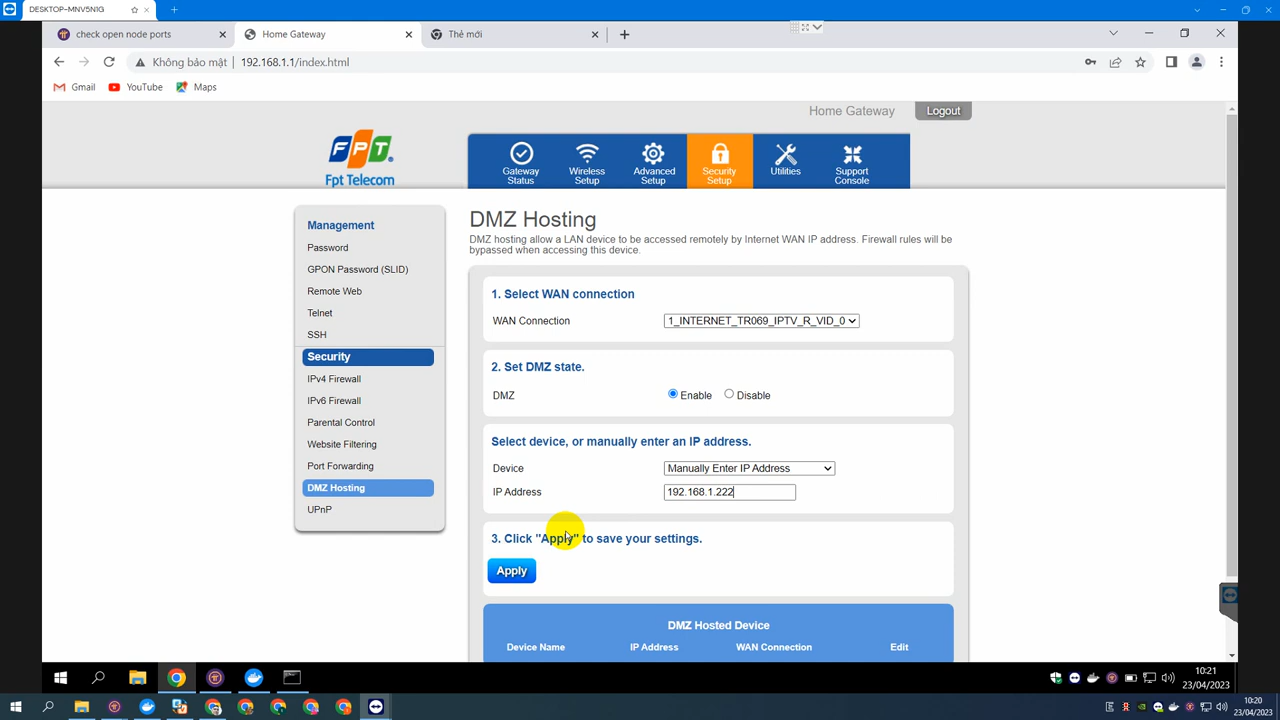 DESKTOP-MNV5NIG
check open node ports
Home Gateway
Thẻ mới
Không bảo mật
192.168.1.1/index.html
Gmail
YouTube
Maps
Home Gateway
Logout
FPT
Fpt Telecom
Gateway
Status
Wireless
Setup
Advanced
Setup
Security
Setup
Utilities
Support
Console
Management
Password
GPON Password (SLID)
Remote Web
Telnet
SSH
Security
IPv4 Firewall
IPv6 Firewall
Parental Control
Website Filtering
Port Forwarding
DMZ Hosting
UPnP
DMZ Hosting
DMZ hosting allow a LAN device to be accessed remotely by Internet WAN IP address. Firewall rules will be
bypassed when accessing this device.
1. Select WAN connection
WAN Connection
1_INTERNET_TR069_IPTV_R_VID_0
2. Set DMZ state.
DMZ
Enable
Disable
Select device, or manually enter an IP address.
Device
Manually Enter IP Address
IP Address
192.168.1.222
3. Click "Apply" to save your settings.
Apply
DMZ Hosted Device
Device Name
IP Address
WAN Connection
Edit
10:21
23/04/2023
10:20
23/04/2023